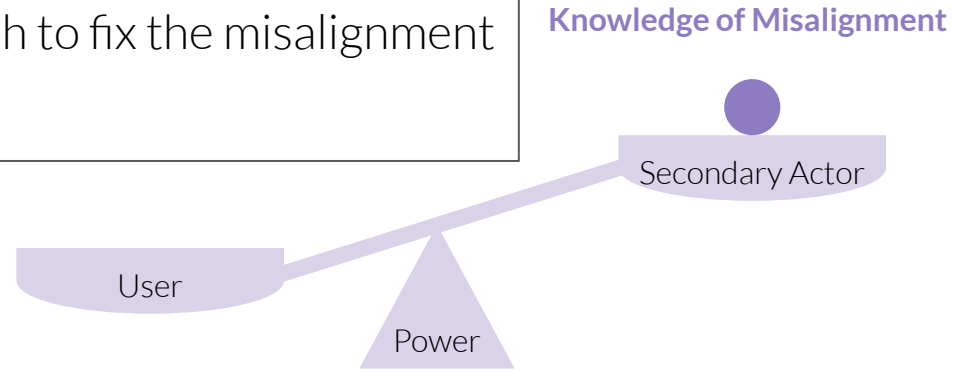 h to fix the misalignment
Knowledge of Misalignment
Secondary Actor
User
Power